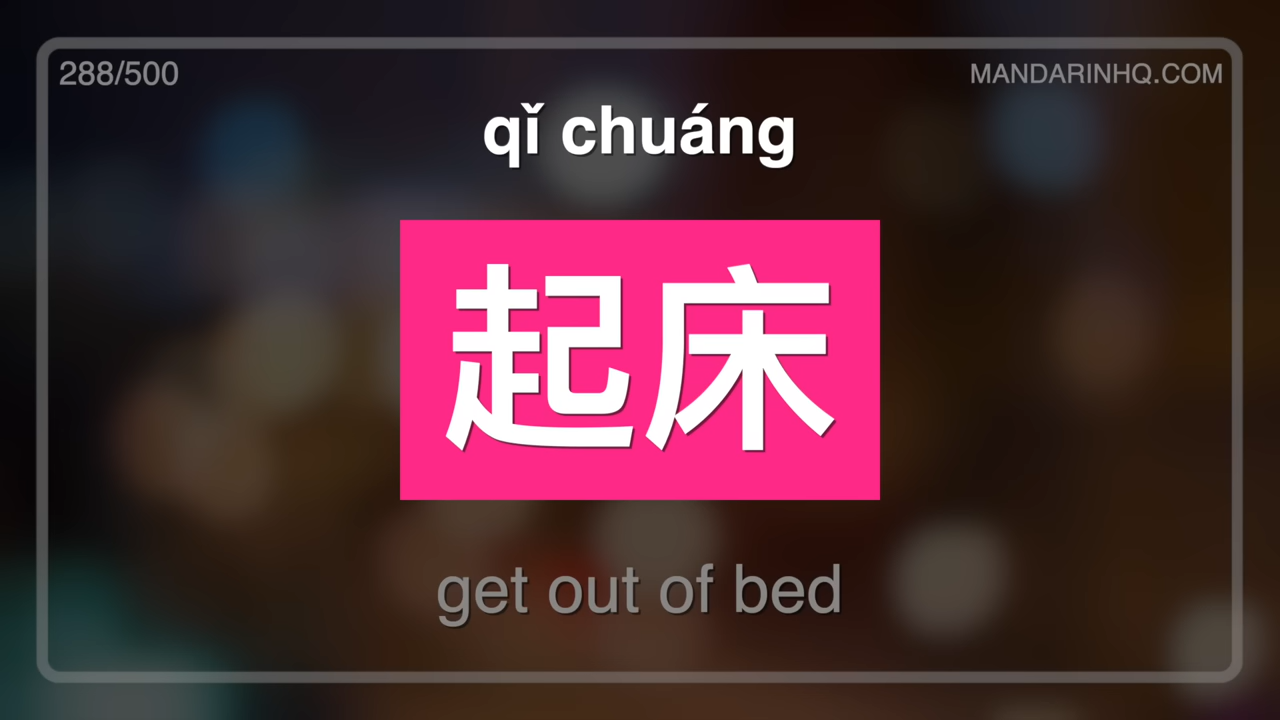 288/500
MANDARINHQ.COM
qǐ chuáng
起床
get out of bed